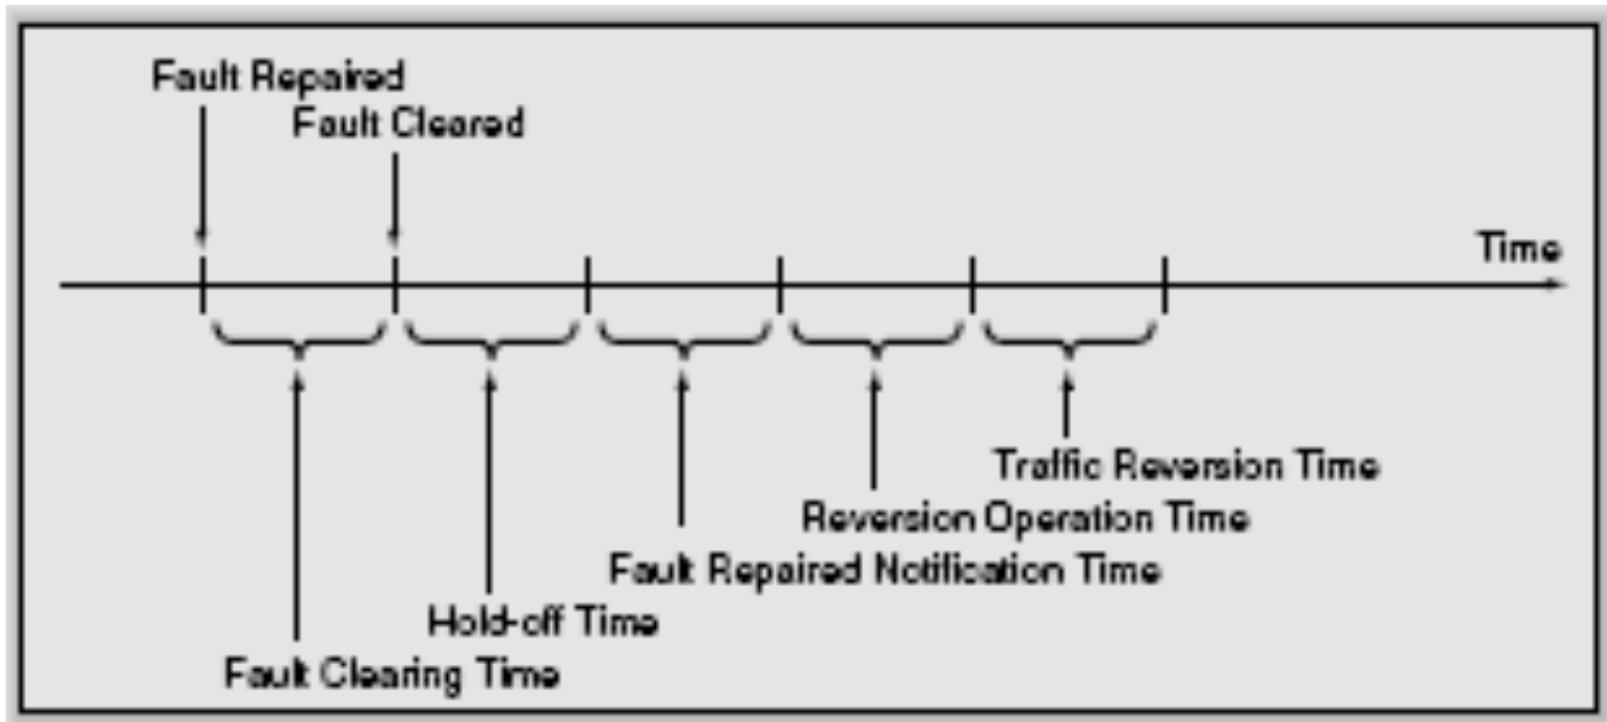 Fault Repaired
Fault Cleared
Time
Traffic Reversion Time
Reversion Operation Time
Fault Repaired Notification Time
Hold-off Time
Fault Clearing Time